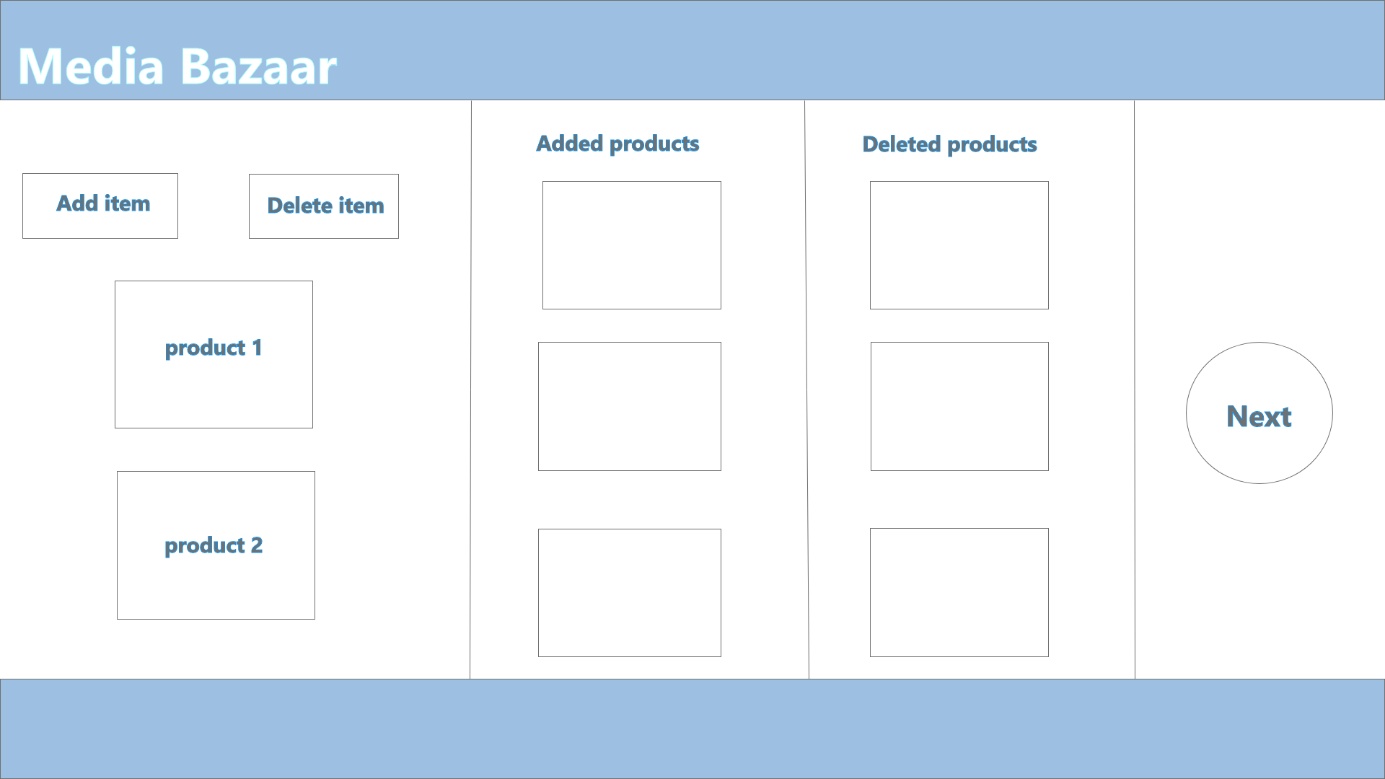 Media Bazaar
Add item
Delete item
product 1
product 2
Added products
Deleted products
Next